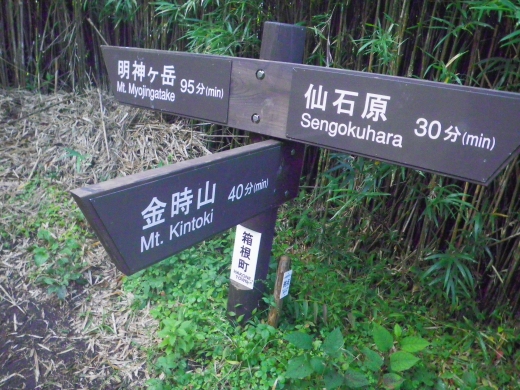 明神ヶ岳 95分(min)
Mt. Myojingatake
仙石原 30分(min)
Sengokuhara
金時山 40分(min)
Mt. Kintoki
箱根町